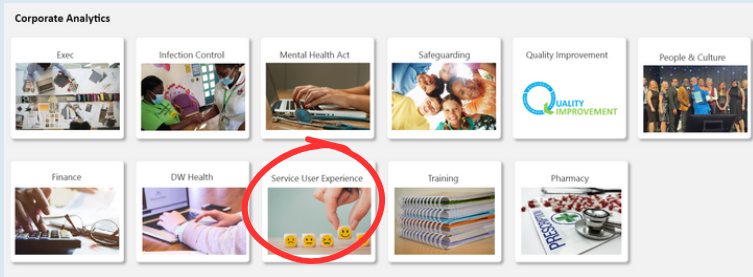 Corporate Analytics
Exec
Infection Control
Mental Health Act
Safeguarding
Quality Improvement
People & Culture
QUALITY
IMPROVEMENT
Finance
DW Health
Service User Experience
Training
Pharmacy
PRESCRIPTION